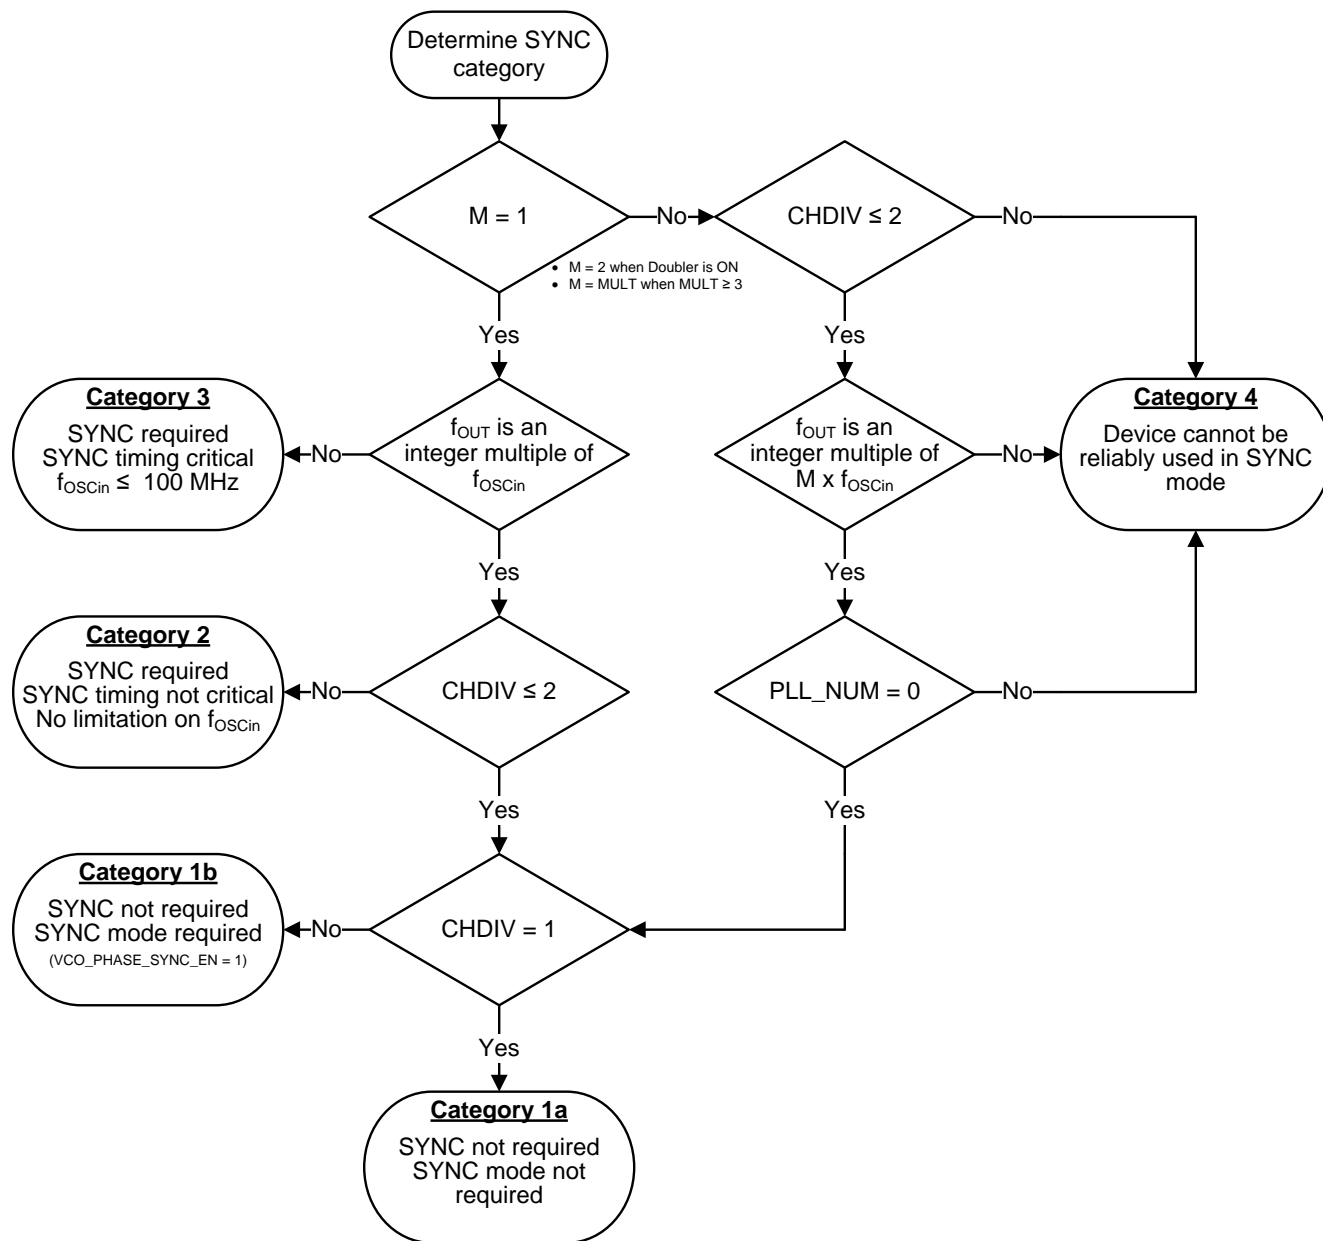 Determine SYNC
category
M = 1
No
CHDIV ≤ 2
No
• M = 2 when Doubler is ON
• M = MULT when MULT ≥ 3
Yes
Yes
Category 3
SYNC required
SYNC timing critical
fOSCin ≤ 100 MHz
No
fOUT is an
integer multiple of
fOSCin
fOUT is an
integer multiple of
M x fOSCin
No
Category 4
Device cannot be
reliably used in SYNC
mode
Yes
Yes
Category 2
SYNC required
SYNC timing not critical
No limitation on fOSCin
No
CHDIV ≤ 2
PLL_NUM = 0
No
Yes
Yes
Category 1b
SYNC not required
SYNC mode required
(VCO_PHASE_SYNC_EN = 1)
No
CHDIV = 1
Yes
Category 1a
SYNC not required
SYNC mode not
required